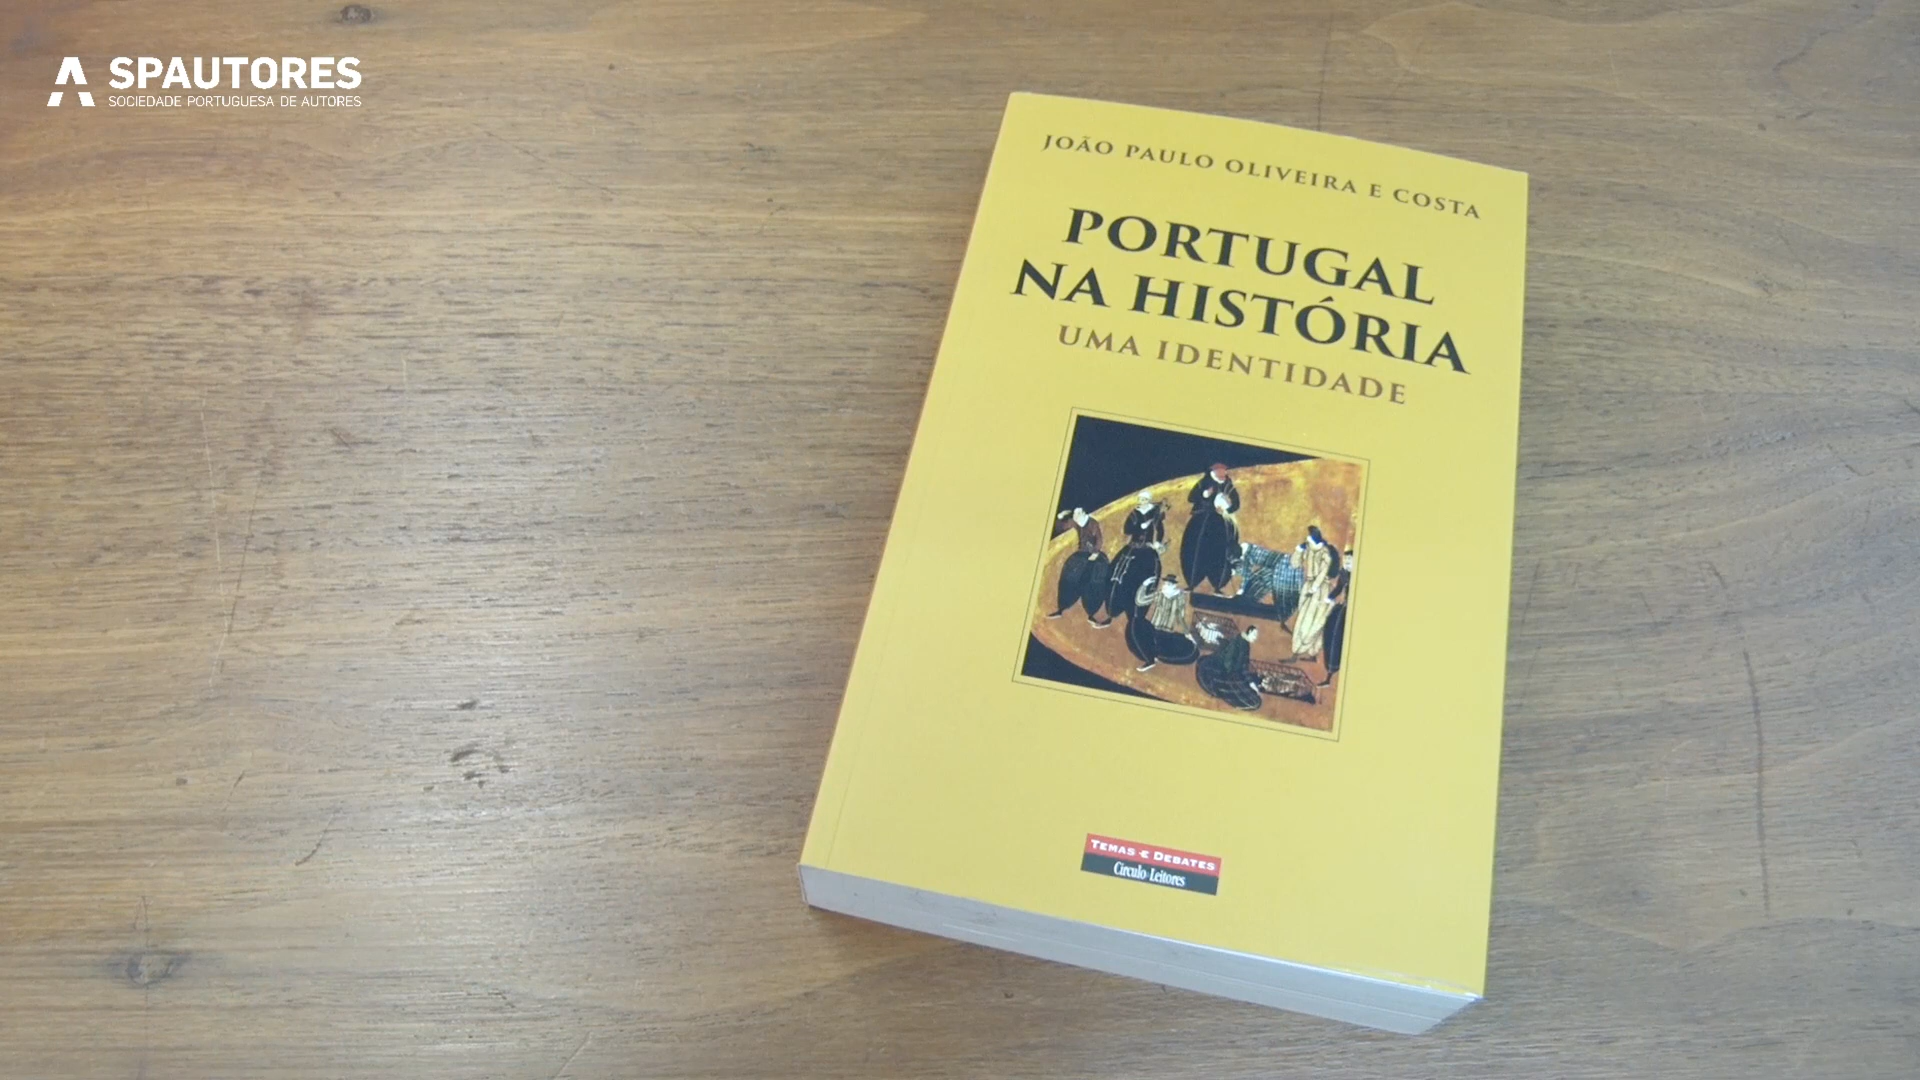 SPAUTORES
SOCIEDADE PORTUGUESA DE AUTORES
JOÃO PAULO OLIVEIRA E COSTA
PORTUGAL
NA HISTÓRIA
UMA IDENTIDADE
TEMAS E DEBATES
Círculo Leitores